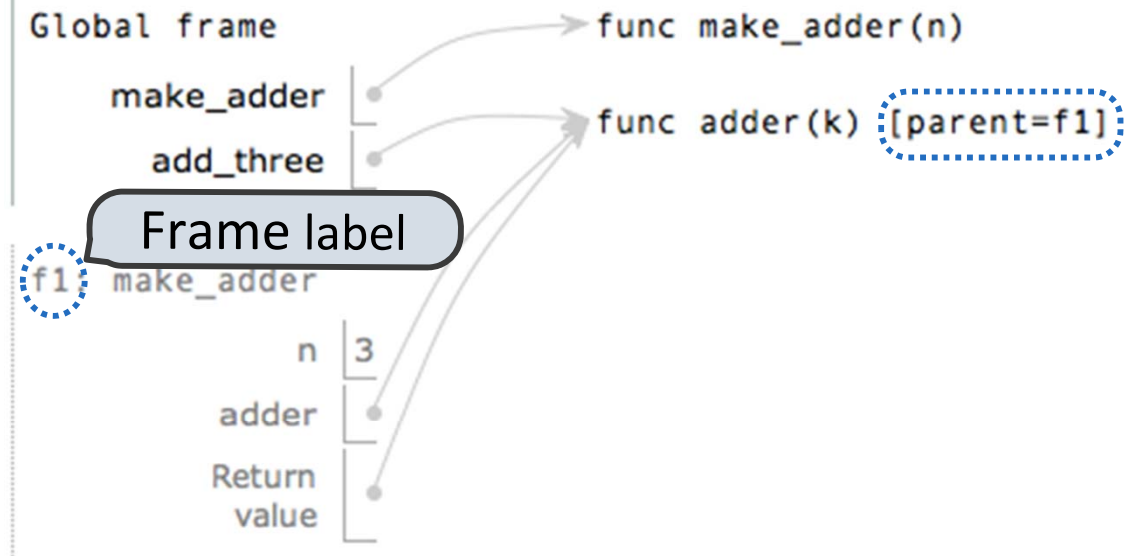 Global frame
func make_adder(n)
make_adder
func adder(k) [parent=f1]
add_three
Frame label
f1: make_adder
n 3
adder
Return
value